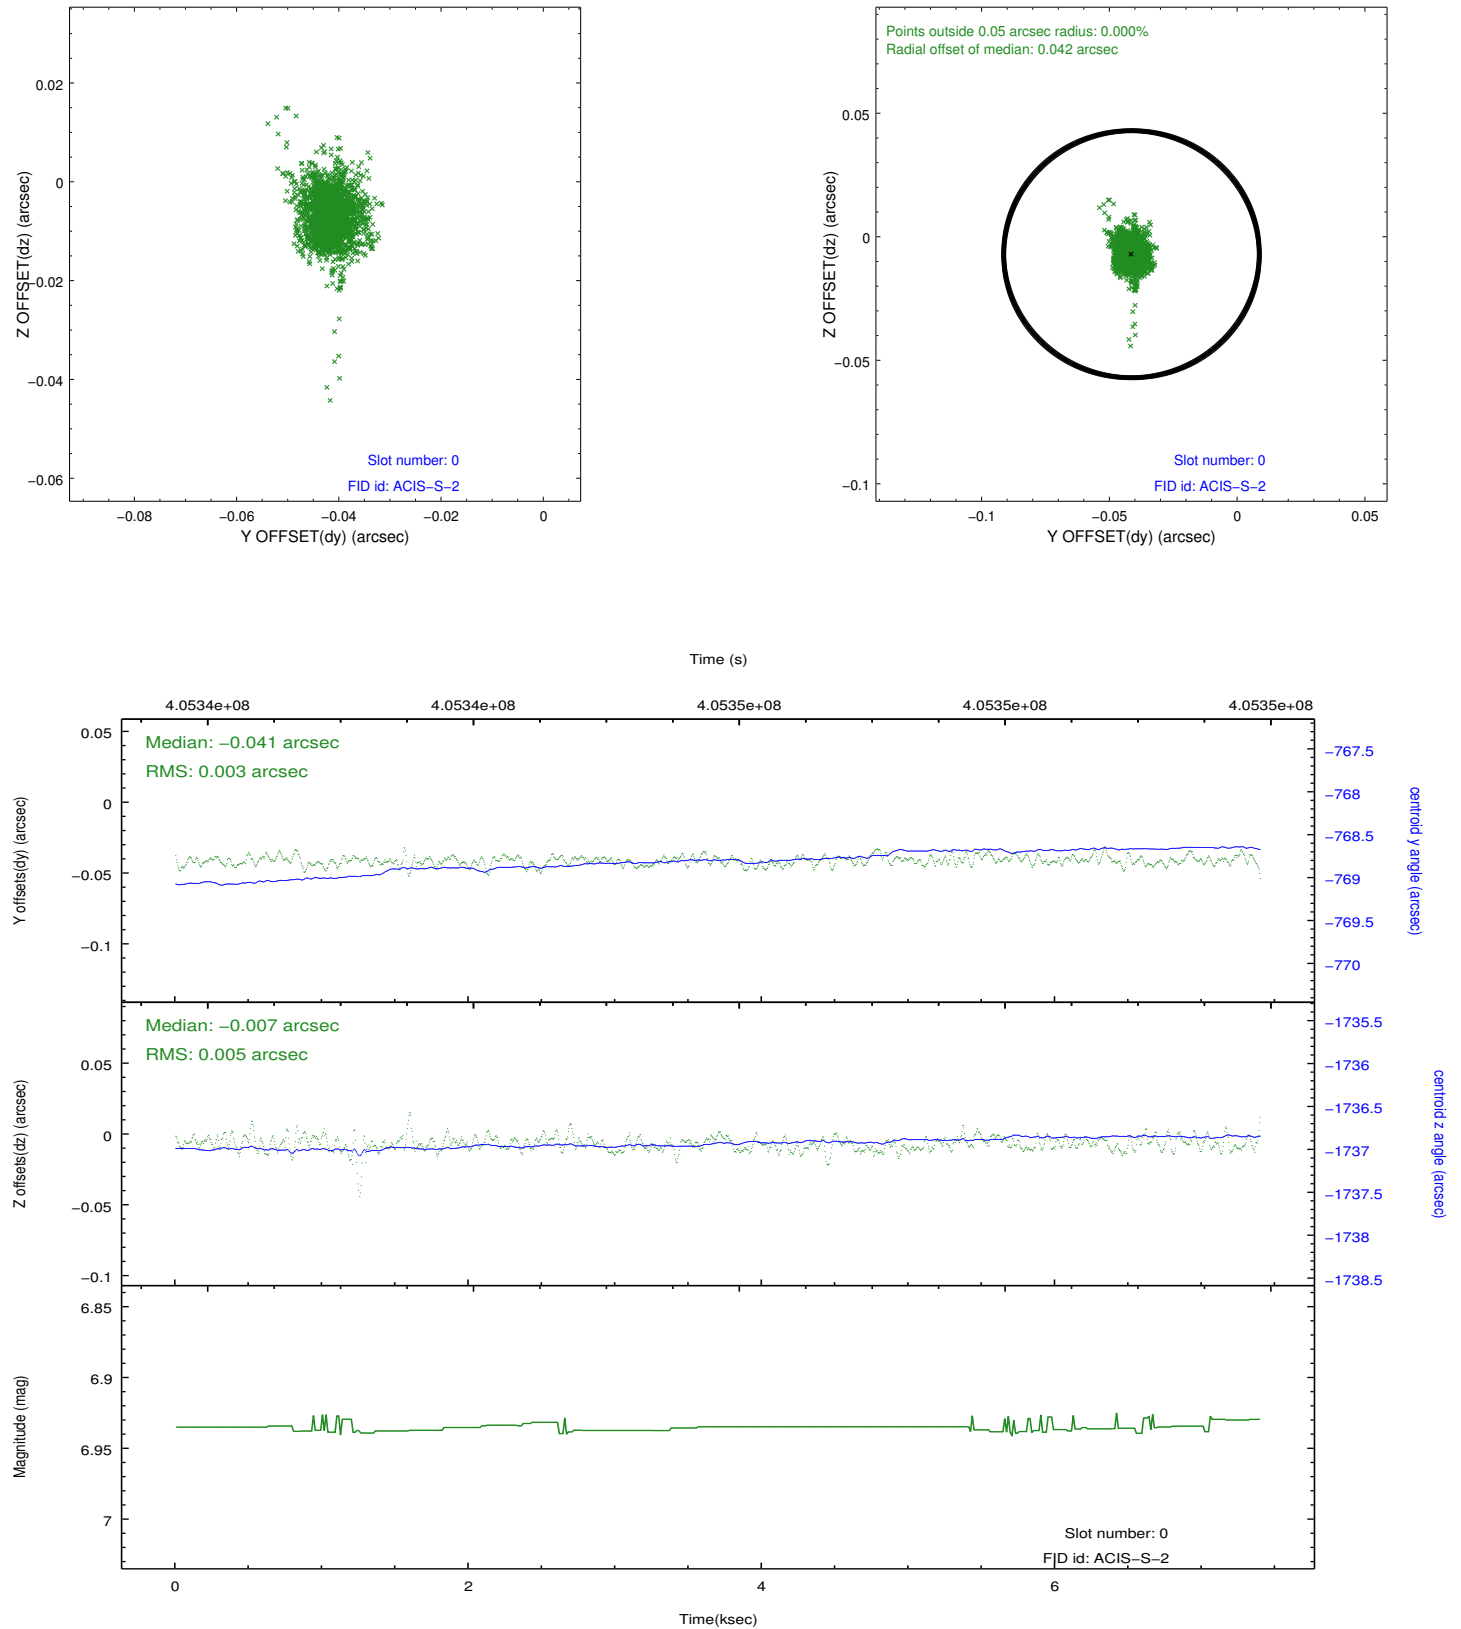 0.02
0
−0.02
−0.04
−0.06
Z OFFSET(dz) (arcsec)
Slot number: 0
FID id: ACIS−S−2
−0.08
−0.06
−0.04
−0.02
0
Y OFFSET(dy) (arcsec)
Points outside 0.05 arcsec radius: 0.000%
Radial offset of median: 0.042 arcsec
0.05
0
−0.05
−0.1
Z OFFSET(dz) (arcsec)
Slot number: 0
FID id: ACIS−S−2
−0.1
−0.05
0
0.05
Y OFFSET(dy) (arcsec)
Time (s)
4.0534e+08
4.0534e+08
4.0535e+08
4.0535e+08
4.0535e+08
Median: −0.041 arcsec
RMS: 0.003 arcsec
0.05
0
−0.05
−0.1
Y offsets(dy) (arcsec)
−767.5
−768
−768.5
−769
−769.5
−770
centroid y angle (arcsec)
Median: −0.007 arcsec
RMS: 0.005 arcsec
0.05
0
−0.05
−0.1
Z offsets(dz) (arcsec)
−1735.5
−1736
−1736.5
−1737
−1737.5
−1738
−1738.5
centroid z angle (arcsec)
6.85
6.9
6.95
7
Magnitude (mag)
Slot number: 0
FID id: ACIS−S−2
0
2
4
6
Time(ksec)